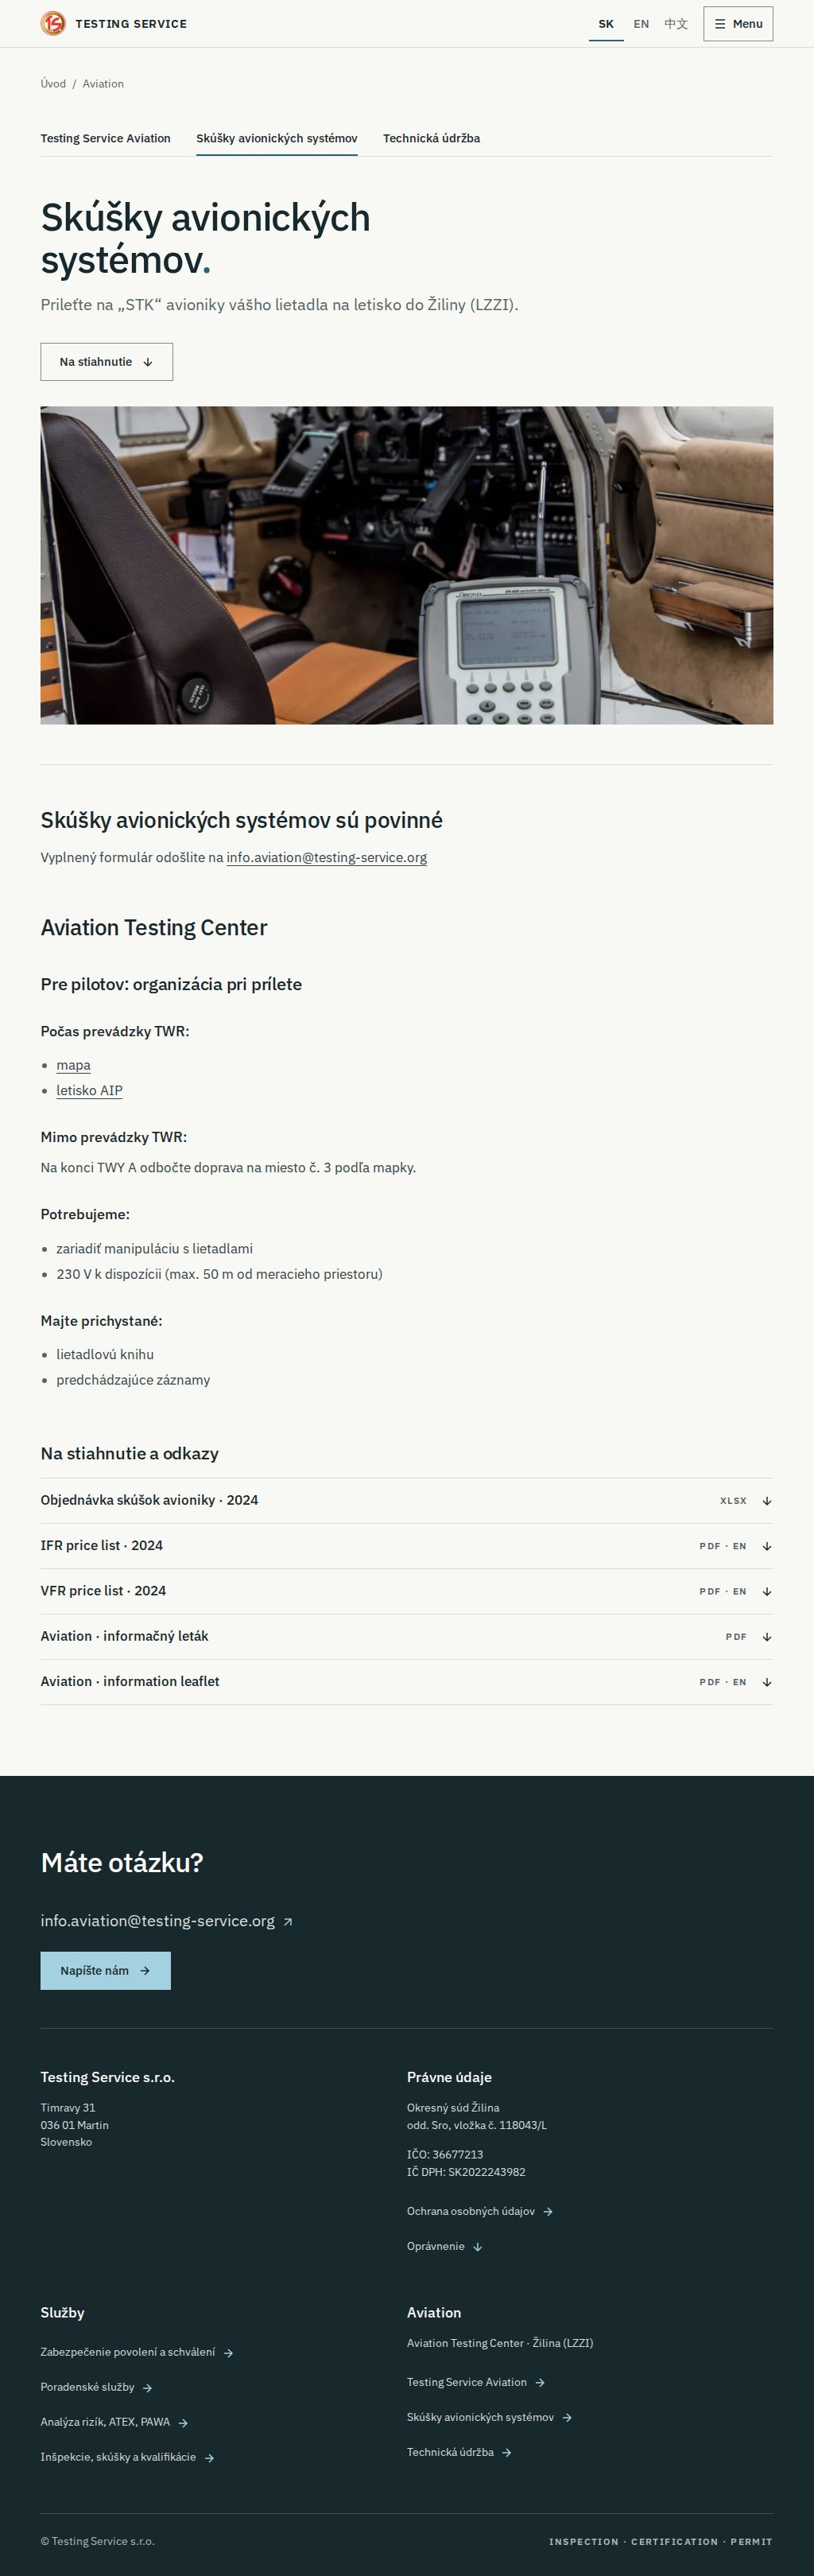 TESTING SERVICE
SK EN 中文 Menu
Úvod / Aviation
Testing Service Aviation Skúšky avionických systémov Technická údržba
Skúšky avionických
systémov.
Prileťte na „STK“ avioniky vášho lietadla na letisko do Žiliny (LZZI).
Na stiahnutie
Skúšky avionických systémov sú povinné
Vyplnený formulár odošlite na info.aviation@testing-service.org
Aviation Testing Center
Pre pilotov: organizácia pri prílete
Počas prevádzky TWR:
mapa
letisko AIP
Mimo prevádzky TWR:
Na konci TWY A odbočte doprava na miesto č. 3 podľa mapky.
Potrebujeme:
zariadiť manipuláciu s lietadlami
230 V k dispozícii (max. 50 m od meracieho priestoru)
Majte prichystané:
lietadlovú knihu
predchádzajúce záznamy
Na stiahnutie a odkazy
Objednávka skúšok avioniky · 2024 XLSX
IFR price list · 2024 PDF · EN
VFR price list · 2024 PDF · EN
Aviation · informačný leták PDF
Aviation · information leaflet PDF · EN
Máte otázku?
info.aviation@testing-service.org
Napíšte nám
Testing Service s.r.o.
Timravy 31
036 01 Martin
Slovensko
Právne údaje
Okresný súd Žilina
odd. Sro, vložka č. 118043/L
IČO: 36677213
IČ DPH: SK2022243982
Ochrana osobných údajov
Oprávnenie
Služby
Zabezpečenie povolení a schválení
Poradenské služby
Analýza rizík, ATEX, PAWA
Inšpekcie, skúšky a kvalifikácie
Aviation
Aviation Testing Center · Žilina (LZZI)
Testing Service Aviation
Skúšky avionických systémov
Technická údržba
© Testing Service s.r.o.
INSPECTION · CERTIFICATION · PERMIT